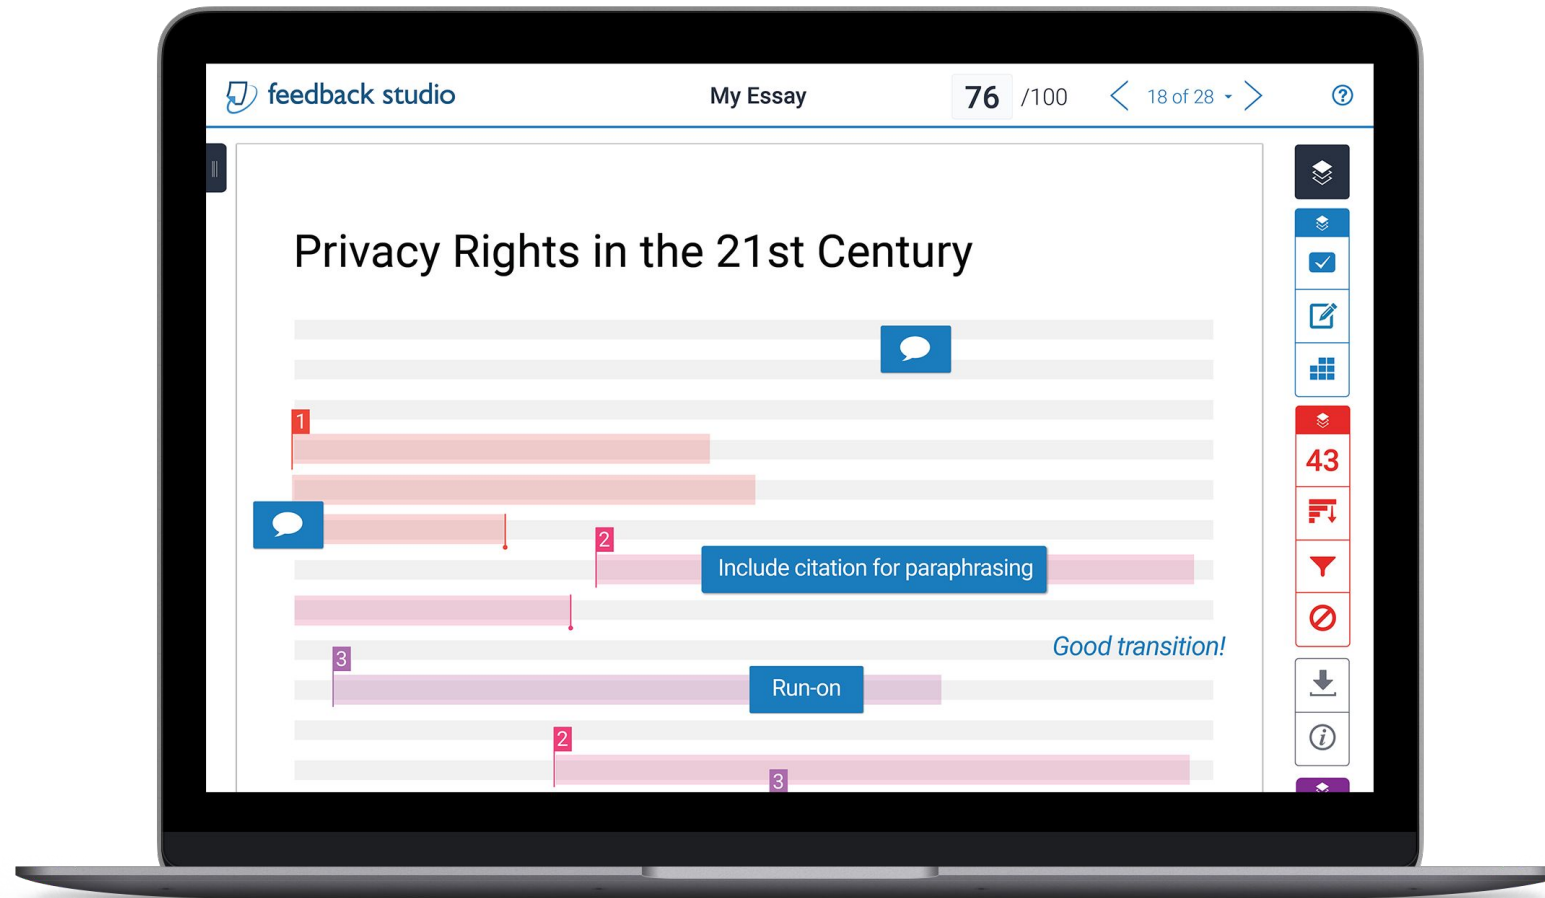 feedback studio
My Essay
76 /100
18 of 28
?
Privacy Rights in the 21st Century
1
43
2
Include citation for paraphrasing
Good transition!
3
Run-on
2
3
i